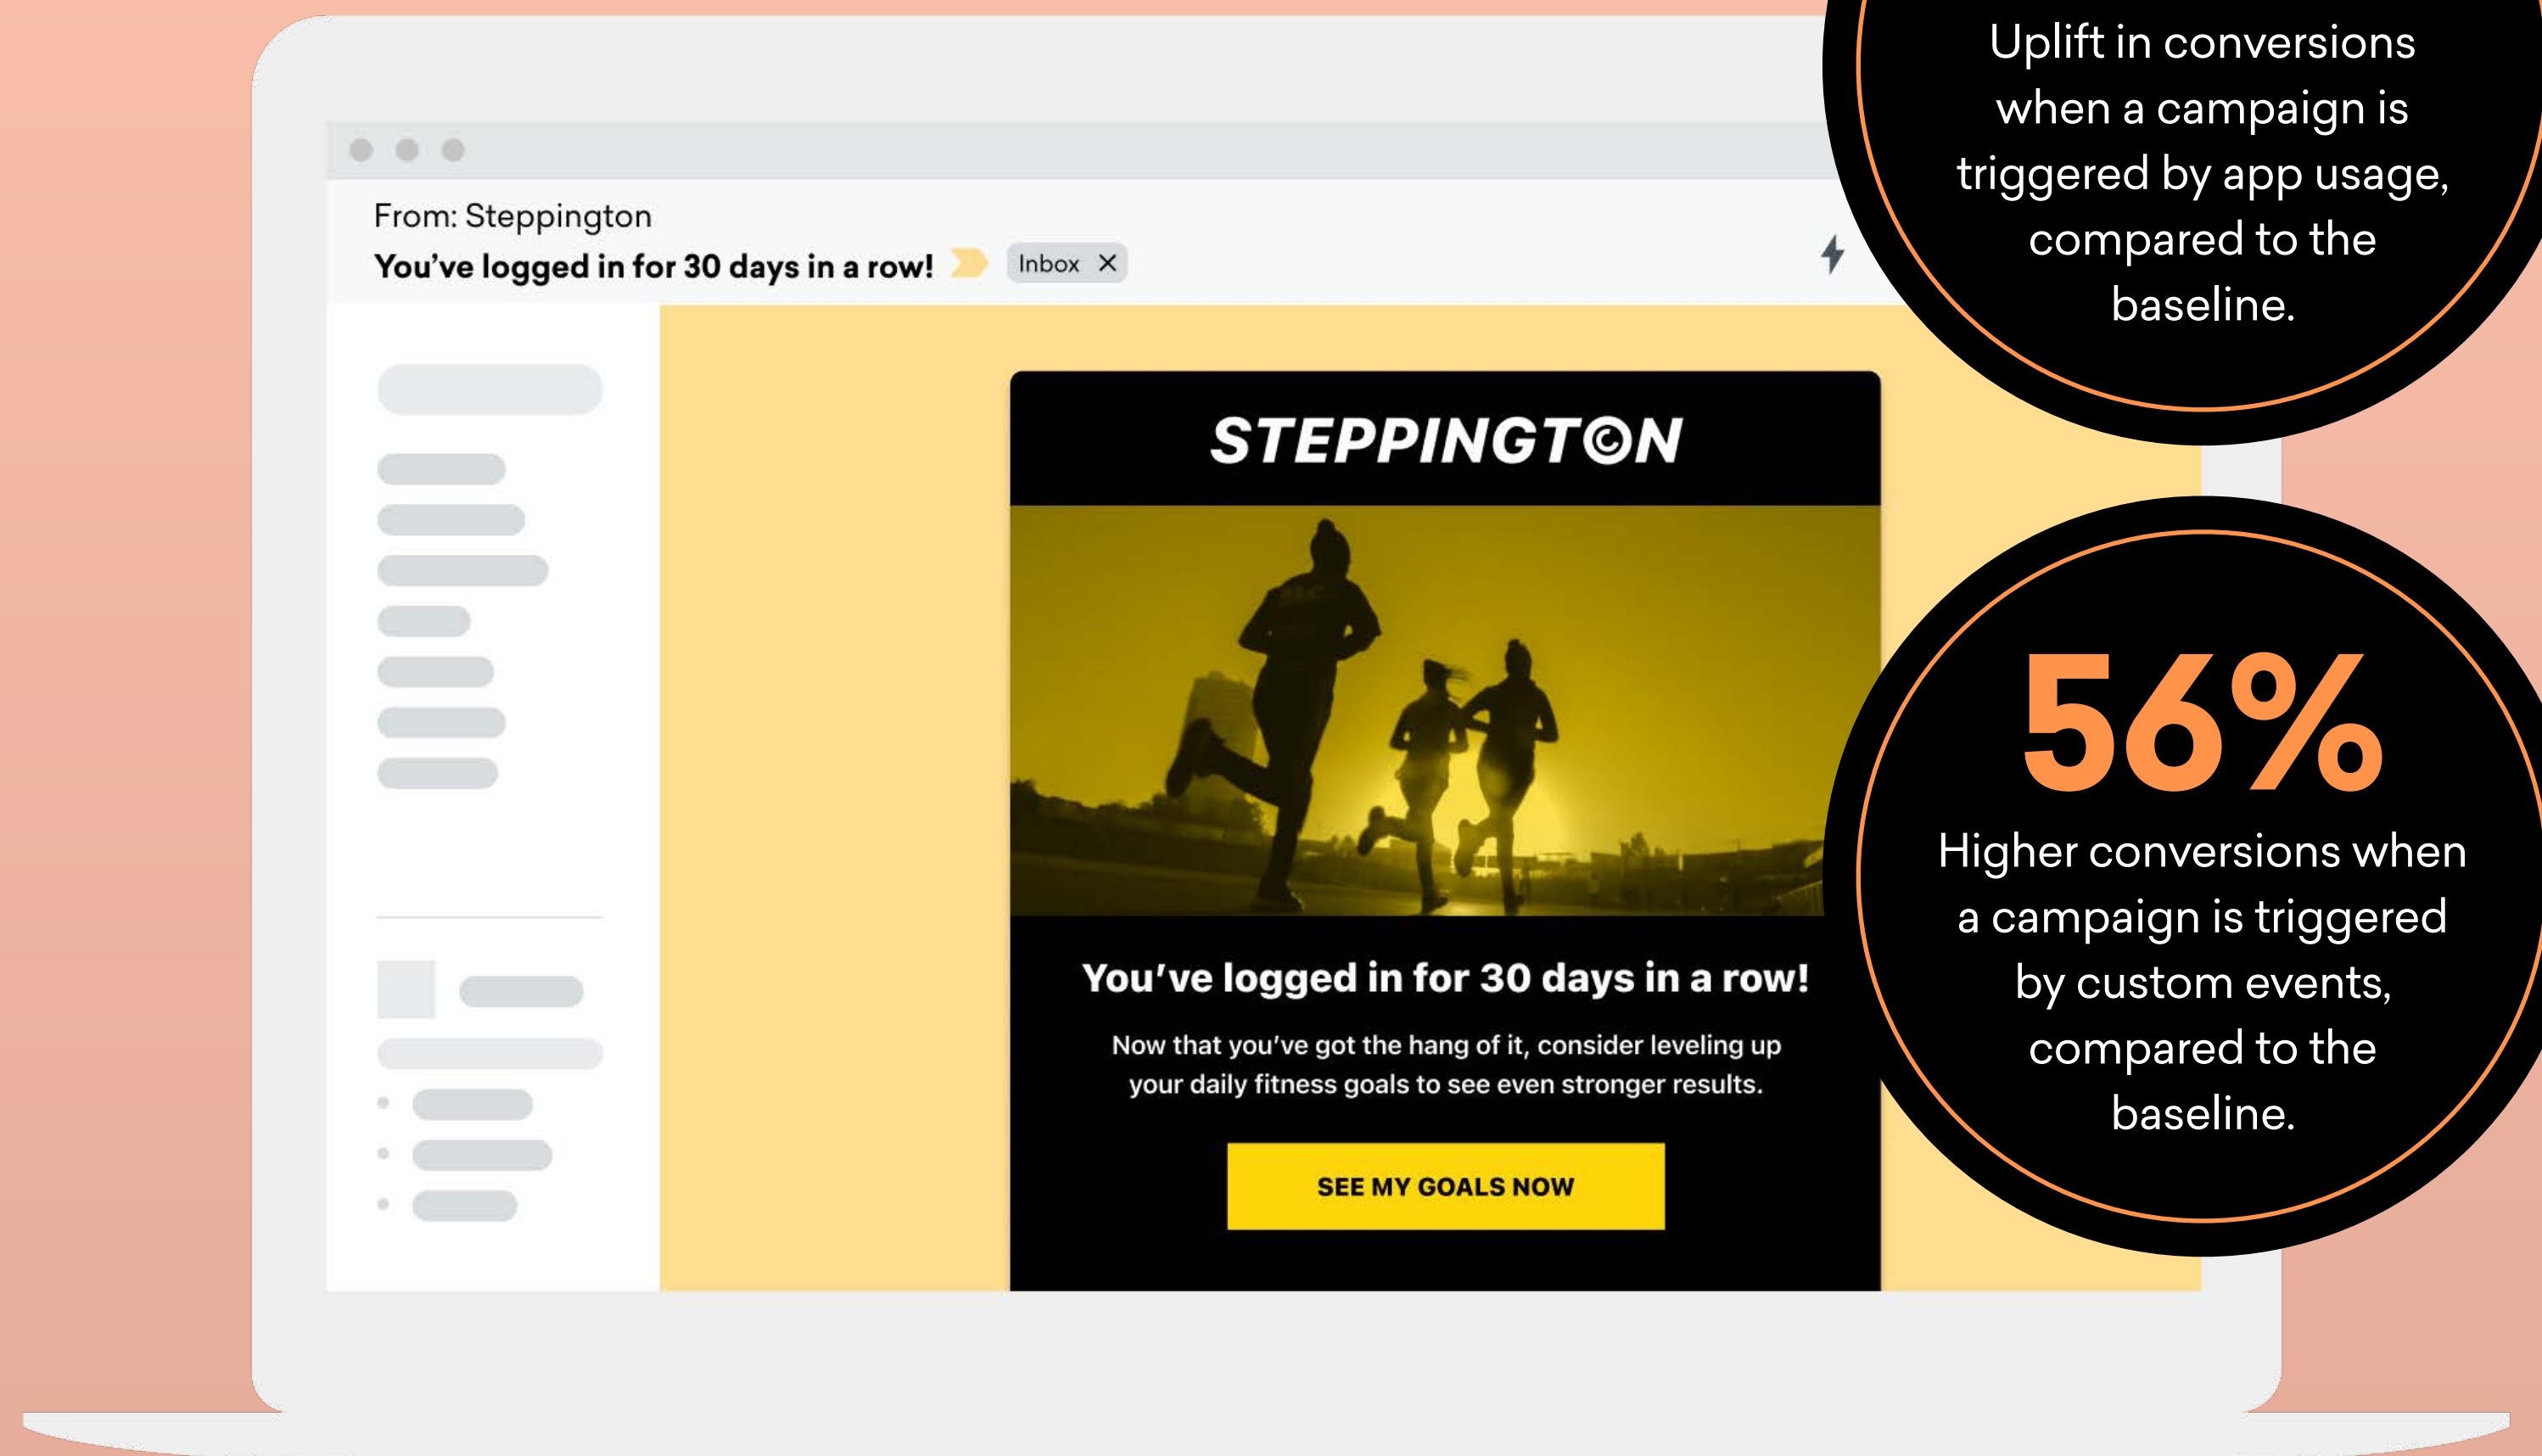 From: Steppington
You’ve logged in for 30 days in a row!
Inbox X
STEPPINGTON
You’ve logged in for 30 days in a row!
Now that you’ve got the hang of it, consider leveling up
your daily fitness goals to see even stronger results.
SEE MY GOALS NOW
Uplift in conversions
when a campaign is
triggered by app usage,
compared to the
baseline.
56%
Higher conversions when
a campaign is triggered
by custom events,
compared to the
baseline.